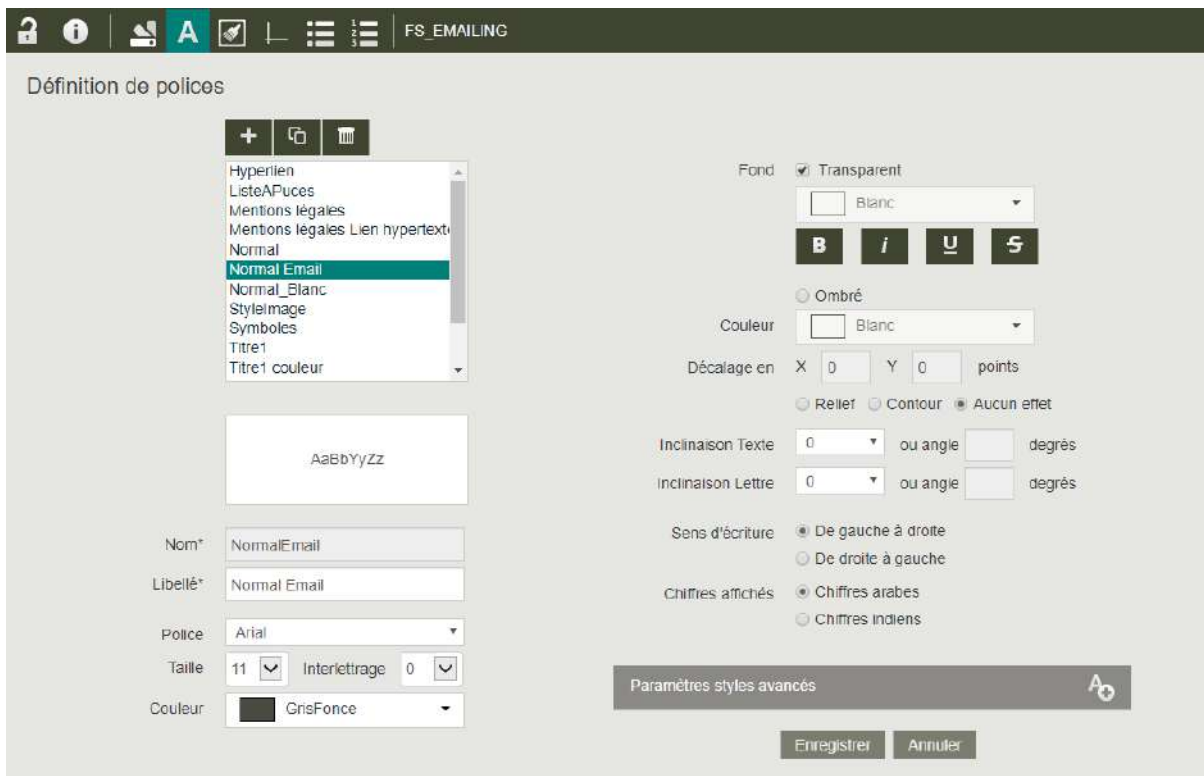 FS_EMAILING
Définition de polices
Hyperlien
ListeAPuces
Mentions légales
Mentions légales Lien hypertexte
Normal
Normal Email
Normal_Blanc
StyleImage
Symboles
Titre1
Titre1 couleur
AaBbYyZz
Nom* NormalEmail
Libellé* Normal Email
Police Arial
Taille 11 Interlettrage 0
Couleur GrisFonce
Fond Transparent
Blanc
B i U S
Ombré
Couleur Blanc
Décalage en X 0 Y 0 points
Relief Contour Aucun effet
Inclinaison Texte 0 ou angle degrés
Inclinaison Lettre 0 ou angle degrés
Sens d'écriture De gauche à droite
De droite à gauche
Chiffres affichés Chiffres arabes
Chiffres indiens
Paramètres styles avancés
Enregistrer Annuler